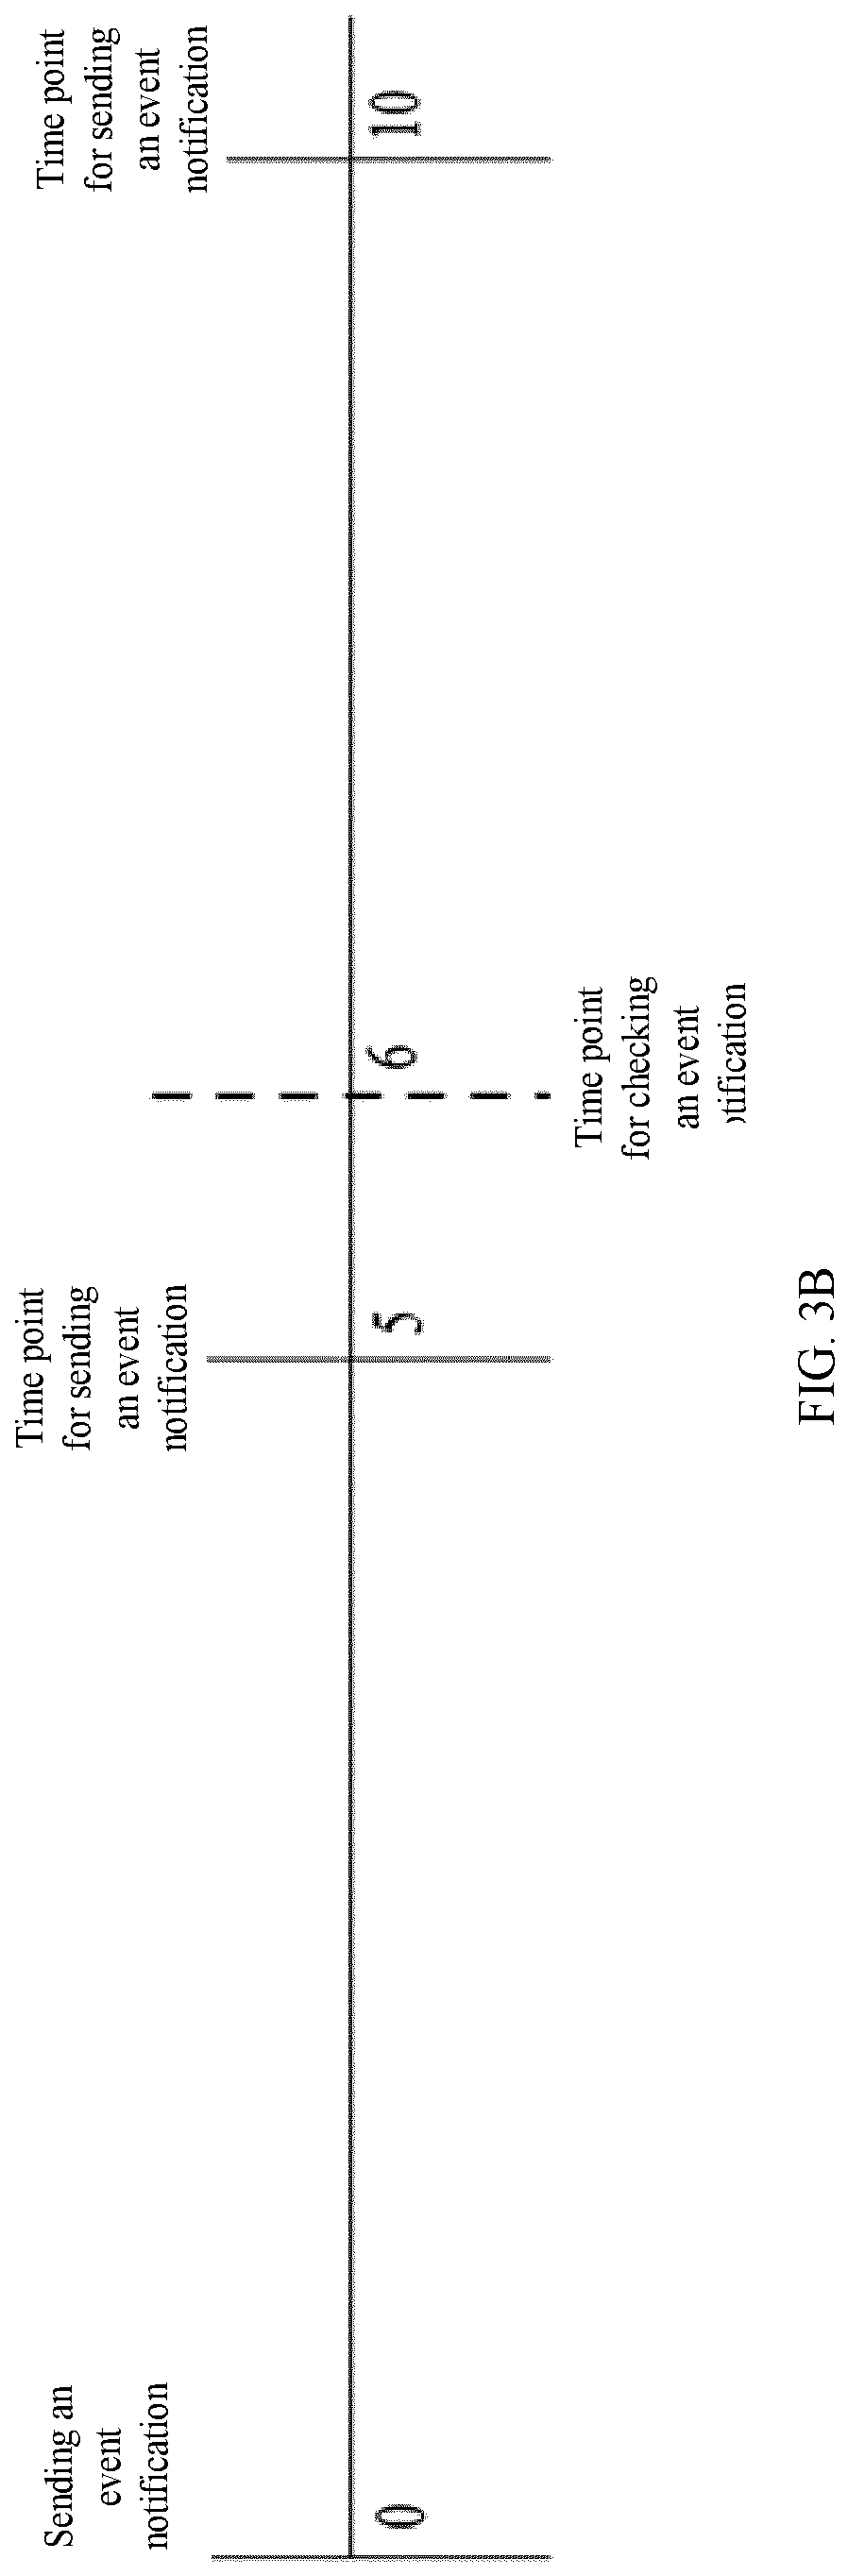 Sending an
event
notification
Time point
for sending
an event
notification
Time point
for sending
an event
notification
0
5
6
10
Time point
for checking
an event
otification
FIG. 3B